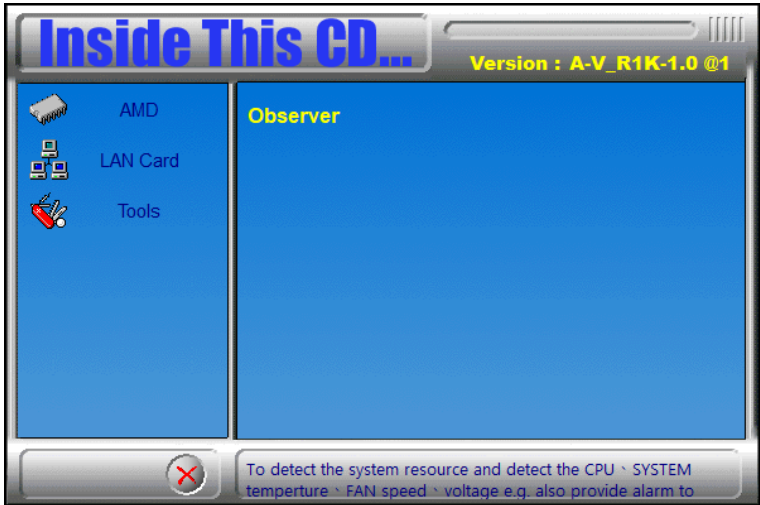 Inside This CD...
Version : A-V_R1K-1.0 @1
AMD
LAN Card
Tools
Observer
To detect the system resource and detect the CPU、SYSTEM
temperture、FAN speed、voltage e.g. also provide alarm to